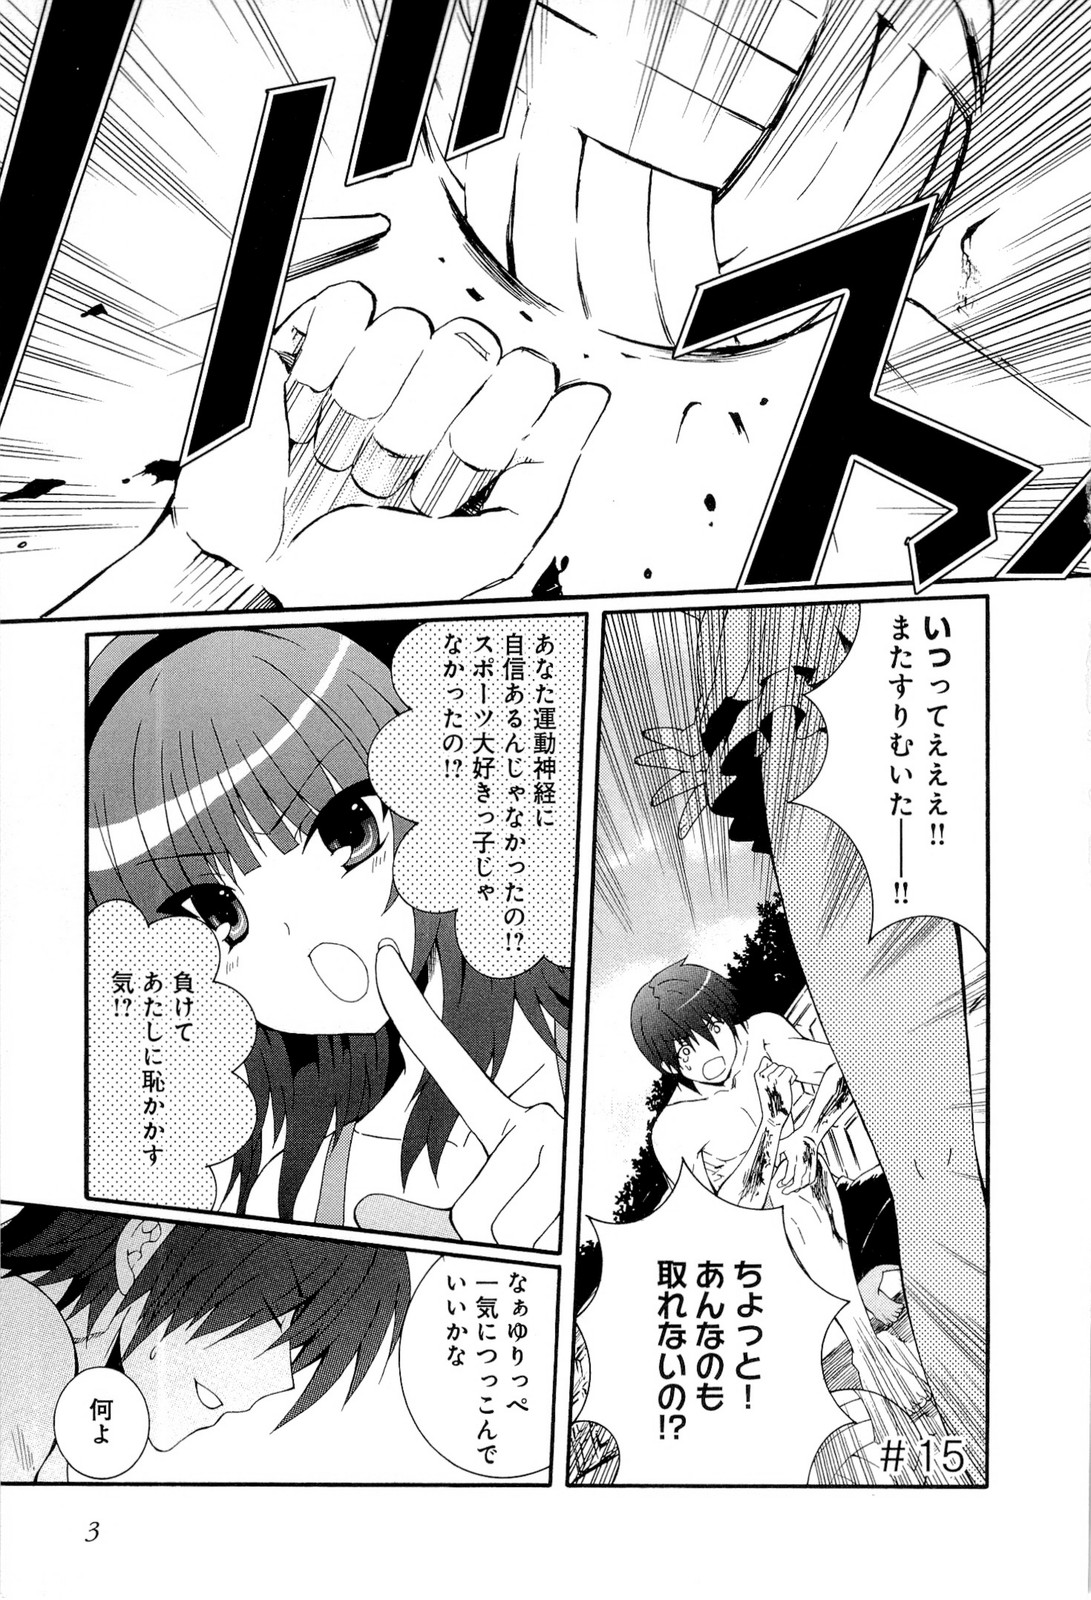 ズドッ
いってえええ!!
またすりむいた──!!
ちょっと!
あんなのも
取れないの!?
#15
あなた運動神経に
自信あるんじゃなかったの!?
スポーツ大好きっ子じゃ
なかったの!?
負けて
あたしに恥かかす
気!?
なぁゆりっぺ
一気につっこんで
いいかな
何よ
3